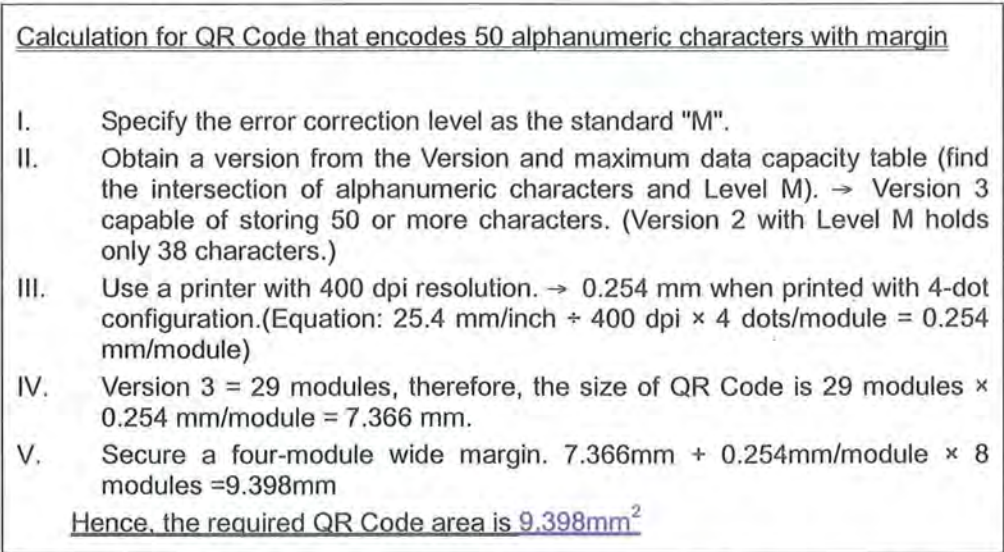 Calculation for QR Code that encodes 50 alphanumeric characters with margin
I. Specify the error correction level as the standard "M".
II. Obtain a version from the Version and maximum data capacity table (find
the intersection of alphanumeric characters and Level M). → Version 3
capable of storing 50 or more characters. (Version 2 with Level M holds
only 38 characters.)
III. Use a printer with 400 dpi resolution. → 0.254 mm when printed with 4-dot
configuration.(Equation: 25.4 mm/inch ÷ 400 dpi × 4 dots/module = 0.254
mm/module)
IV. Version 3 = 29 modules, therefore, the size of QR Code is 29 modules ×
0.254 mm/module = 7.366 mm.
V. Secure a four-module wide margin. 7.366mm + 0.254mm/module × 8
modules =9.398mm
Hence, the required QR Code area is 9.398mm²